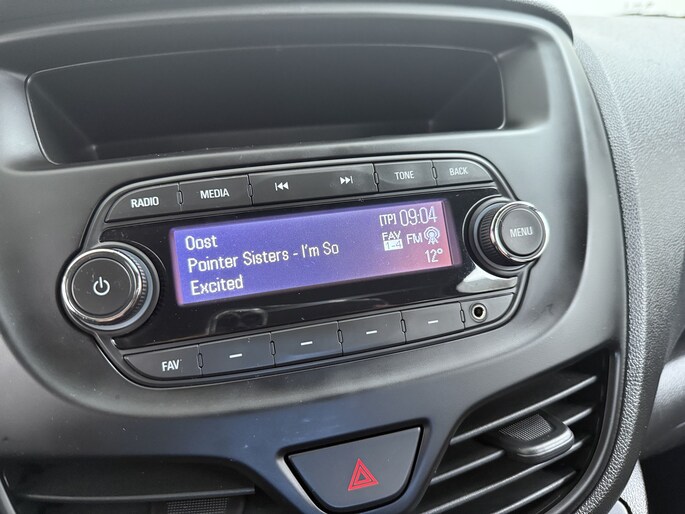 RADIO
MEDIA
TONE
BACK
Oost
[TP] 09:04
Pointer Sisters - I'm So
FAV
1-4
FM
Excited
12°
MENU
FAV